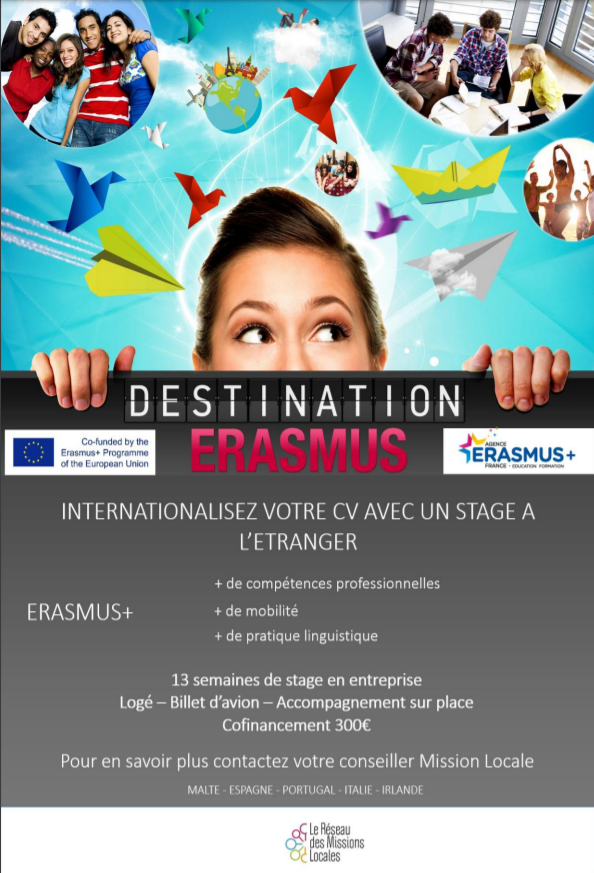 DESTINATION
ERASMUS
Co-funded by the
Erasmus+ Programme
of the European Union
AGENCE
ERASMUS+
FRANCE - EDUCATION FORMATION
INTERNATIONALISEZ VOTRE CV AVEC UN STAGE A
L'ETRANGER
ERASMUS+
+ de compétences professionnelles
+ de mobilité
+ de pratique linguistique
13 semaines de stage en entreprise
Logé – Billet d'avion – Accompagnement sur place
Cofinancement 300€
Pour en savoir plus contactez votre conseiller Mission Locale
MALTE - ESPAGNE - PORTUGAL - ITALIE - IRLANDE
Le Réseau
des Missions
Locales